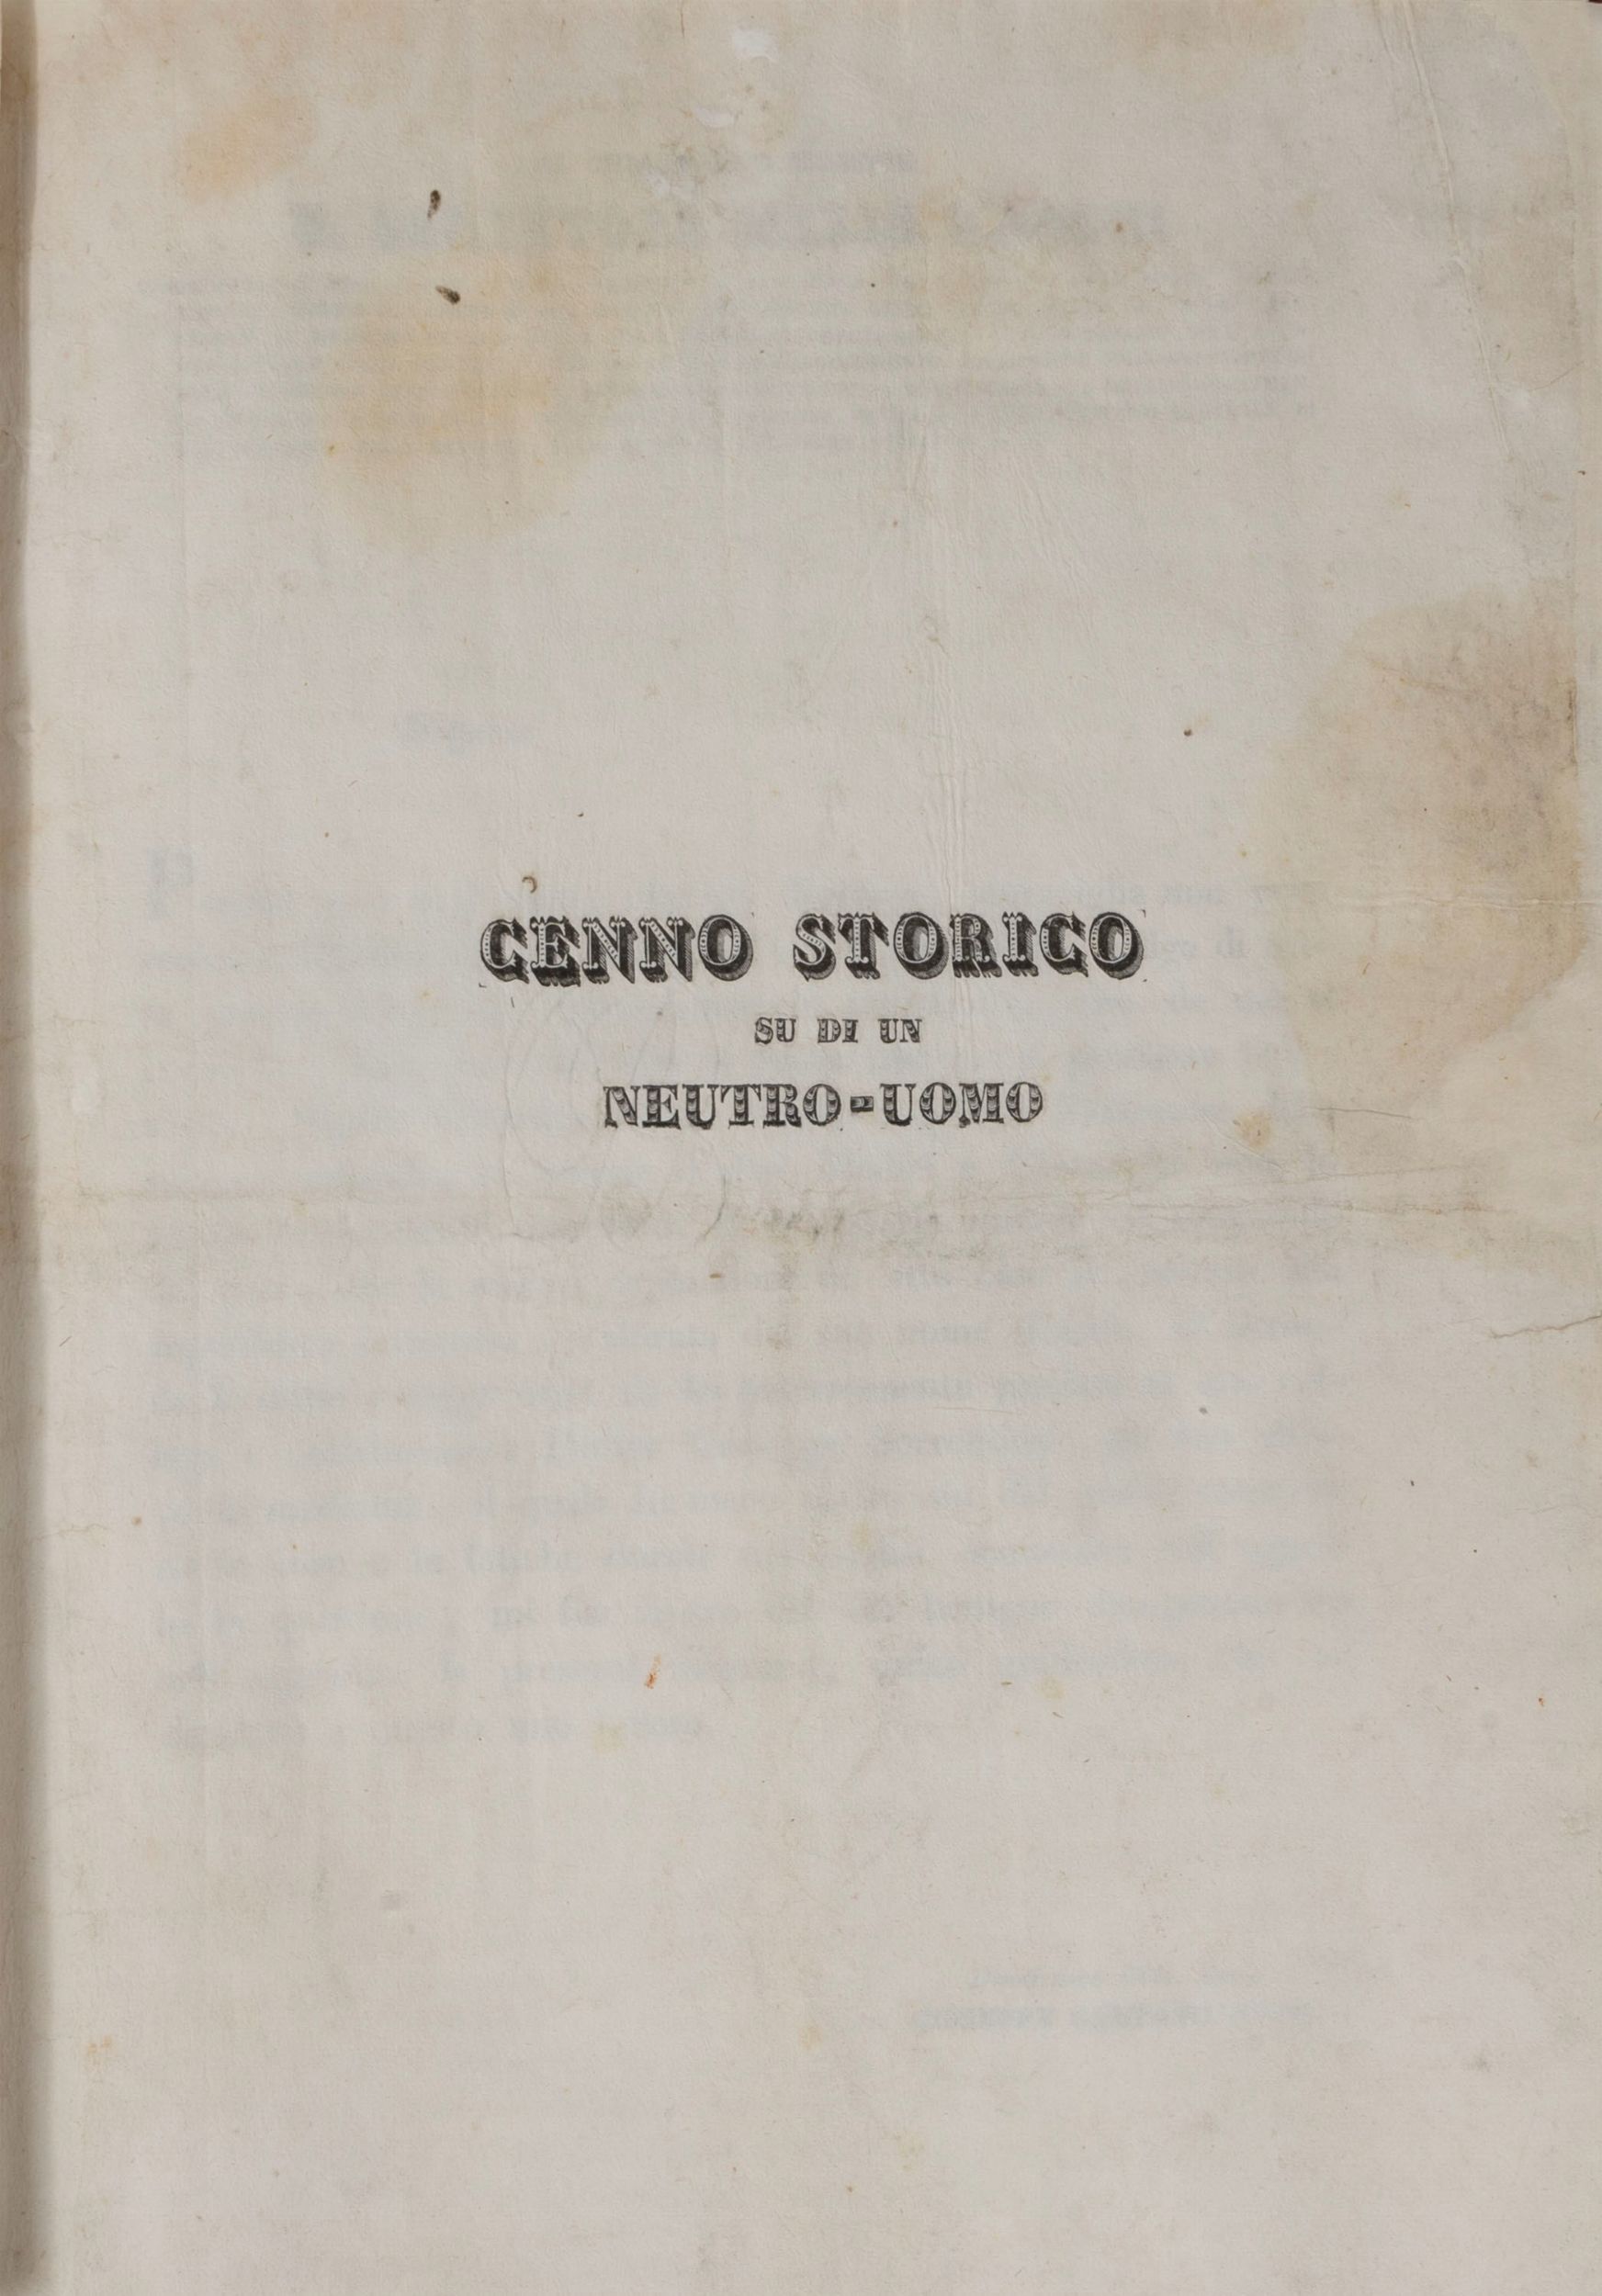 CENNO STORICO
SU DI UN
NEUTRO-UOMO